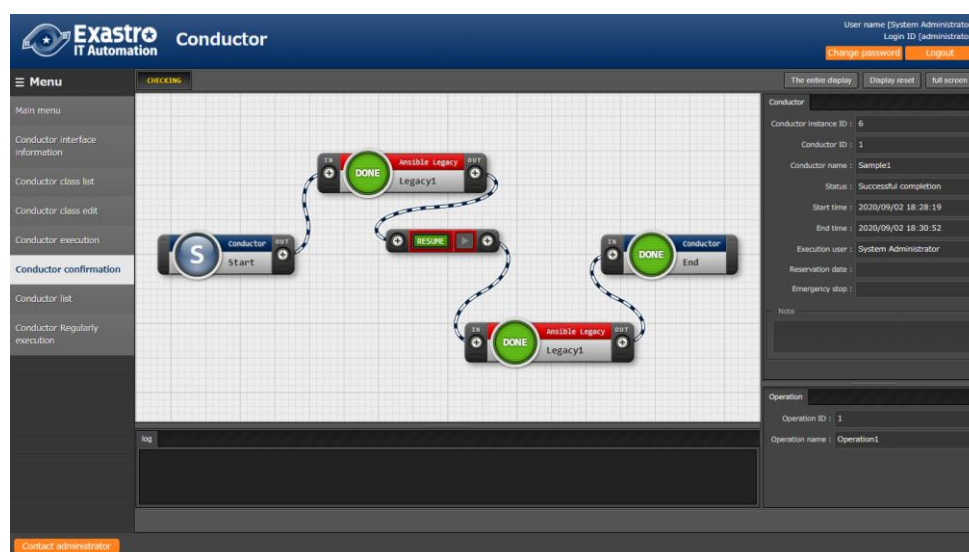 Exastro
IT Automation
Conductor
User name [System Administrato
Login ID [administrato
Change password
Logout
☰ Menu
Main menu
Conductor interface
information
Conductor class list
Conductor class edit
Conductor execution
Conductor confirmation
Conductor list
Conductor Regularly
execution
CHECKING
The entire display
Display reset
full screen
IN
DONE
Ansible Legacy
OUT
Legacy1
S
Conductor
OUT
Start
RESUME
IN
DONE
Conductor
End
IN
DONE
Ansible Legacy
OUT
Legacy1
log
Conductor
Conductor instance ID : 6
Conductor ID : 1
Conductor name : Sample1
Status : Successful completion
Start time : 2020/09/02 18:28:19
End time : 2020/09/02 18:30:52
Execution user : System Administrator
Reservation date :
Emergency stop :
Note
Operation
Operation ID : 1
Operation name : Operation1
Contact administrator